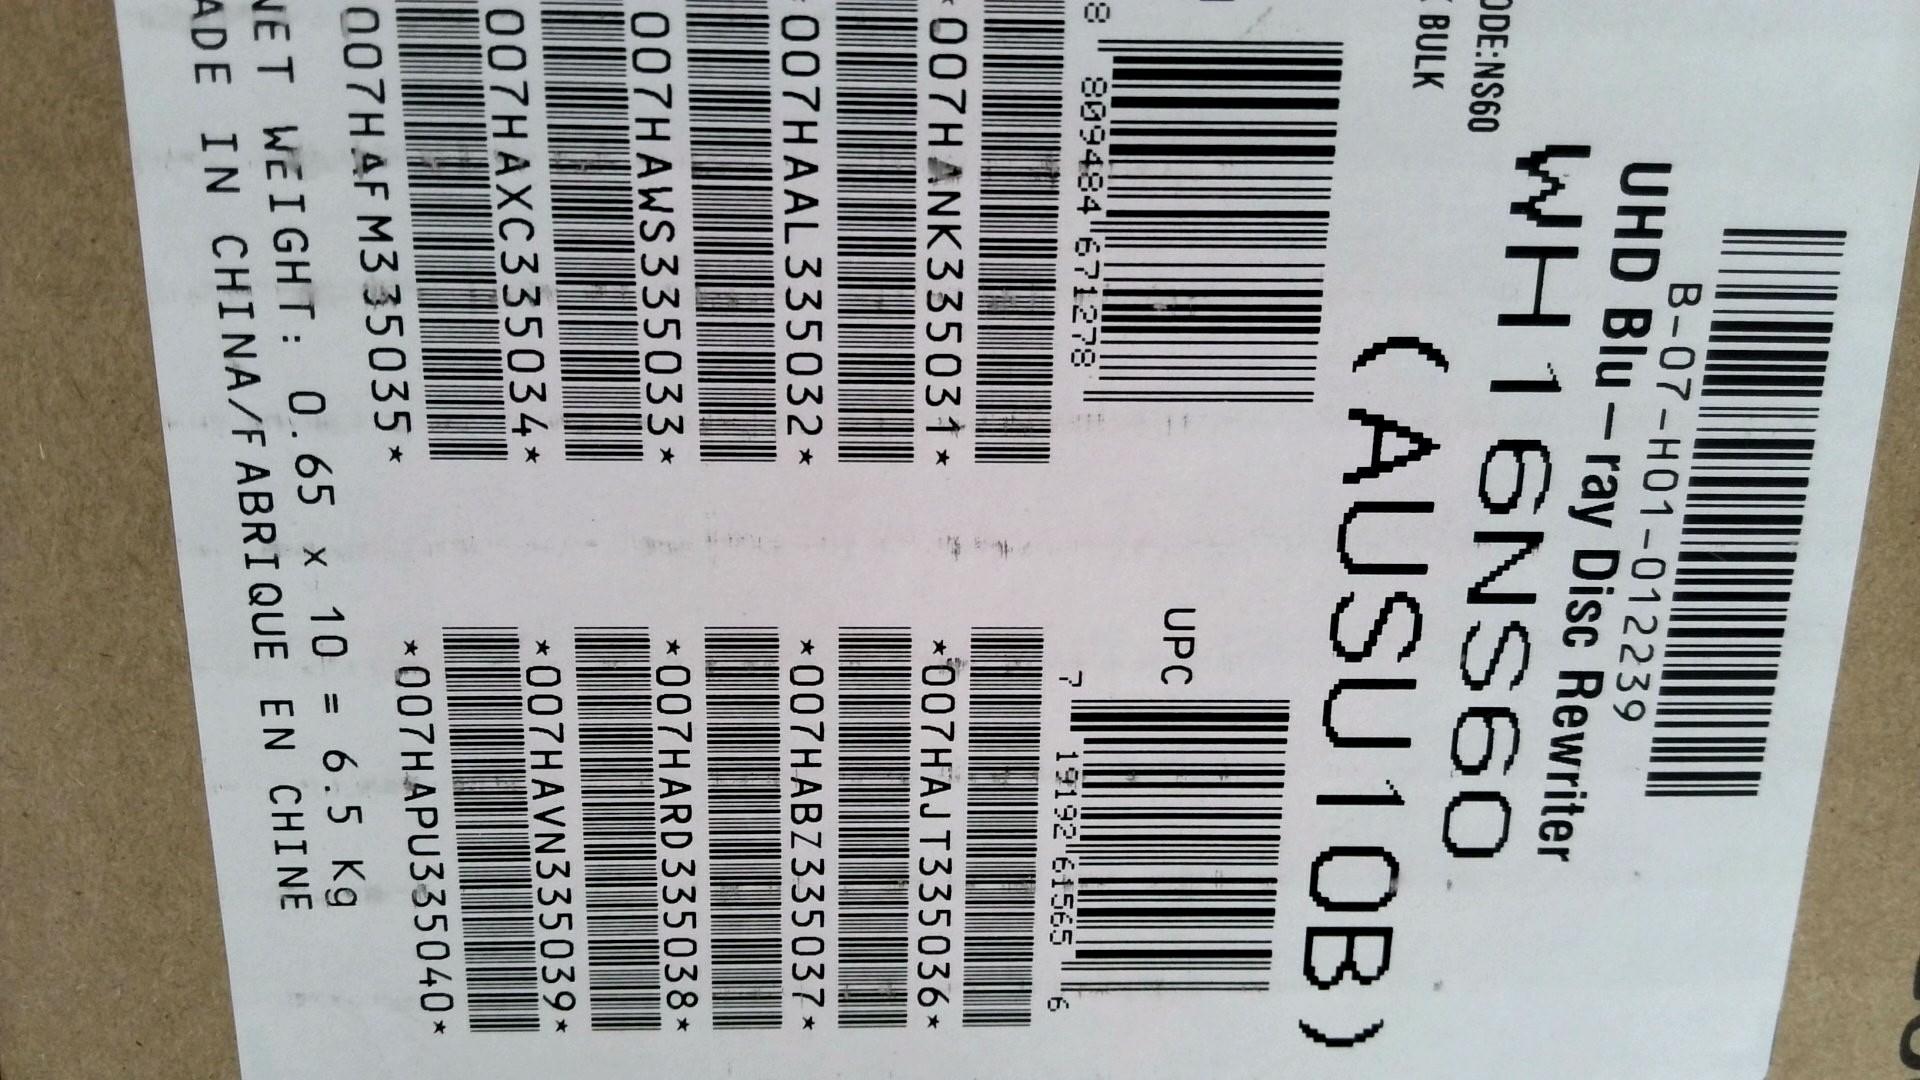 B-07-H01-012239
UHD Blu-ray Disc Rewriter
WH16NS60
ODE:NS60
BULK
(AUSU10B)
UPC
8 809484 671278
7 19192 61565 6
*007HANK335031*
*007HAJT335036*
*007HAAL335032*
*007HABZ335037*
007HAWS335033*
*007HARD335038*
007HAXC335034*
*007HAVN335039*
007HAFM335035*
*007HAPU335040*
NET WEIGHT: 0.65 x 10 = 6.5 Kg
ADE IN CHINA/FABRIQUE EN CHINE